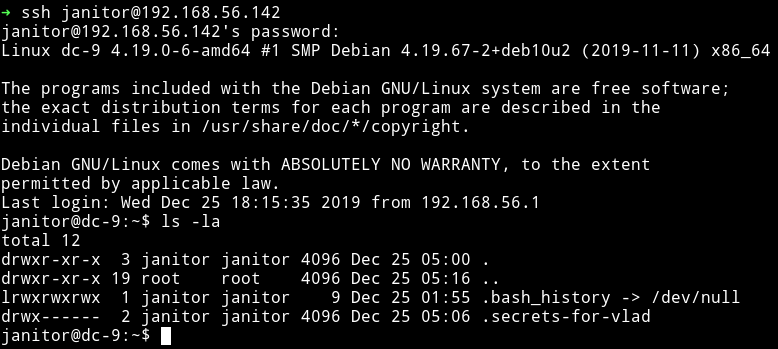 ➜ ssh janitor@192.168.56.142
janitor@192.168.56.142's password:
Linux dc-9 4.19.0-6-amd64 #1 SMP Debian 4.19.67-2+deb10u2 (2019-11-11) x86_64

The programs included with the Debian GNU/Linux system are free software;
the exact distribution terms for each program are described in the
individual files in /usr/share/doc/*/copyright.

Debian GNU/Linux comes with ABSOLUTELY NO WARRANTY, to the extent
permitted by applicable law.
Last login: Wed Dec 25 18:15:35 2019 from 192.168.56.1
janitor@dc-9:~$ ls -la
total 12
drwxr-xr-x  3 janitor janitor 4096 Dec 25 05:00 .
drwxr-xr-x 19 root    root    4096 Dec 25 05:16 ..
lrwxrwxrwx  1 janitor janitor    9 Dec 25 01:55 .bash_history -> /dev/null
drwx------  2 janitor janitor 4096 Dec 25 05:06 .secrets-for-vlad
janitor@dc-9:~$